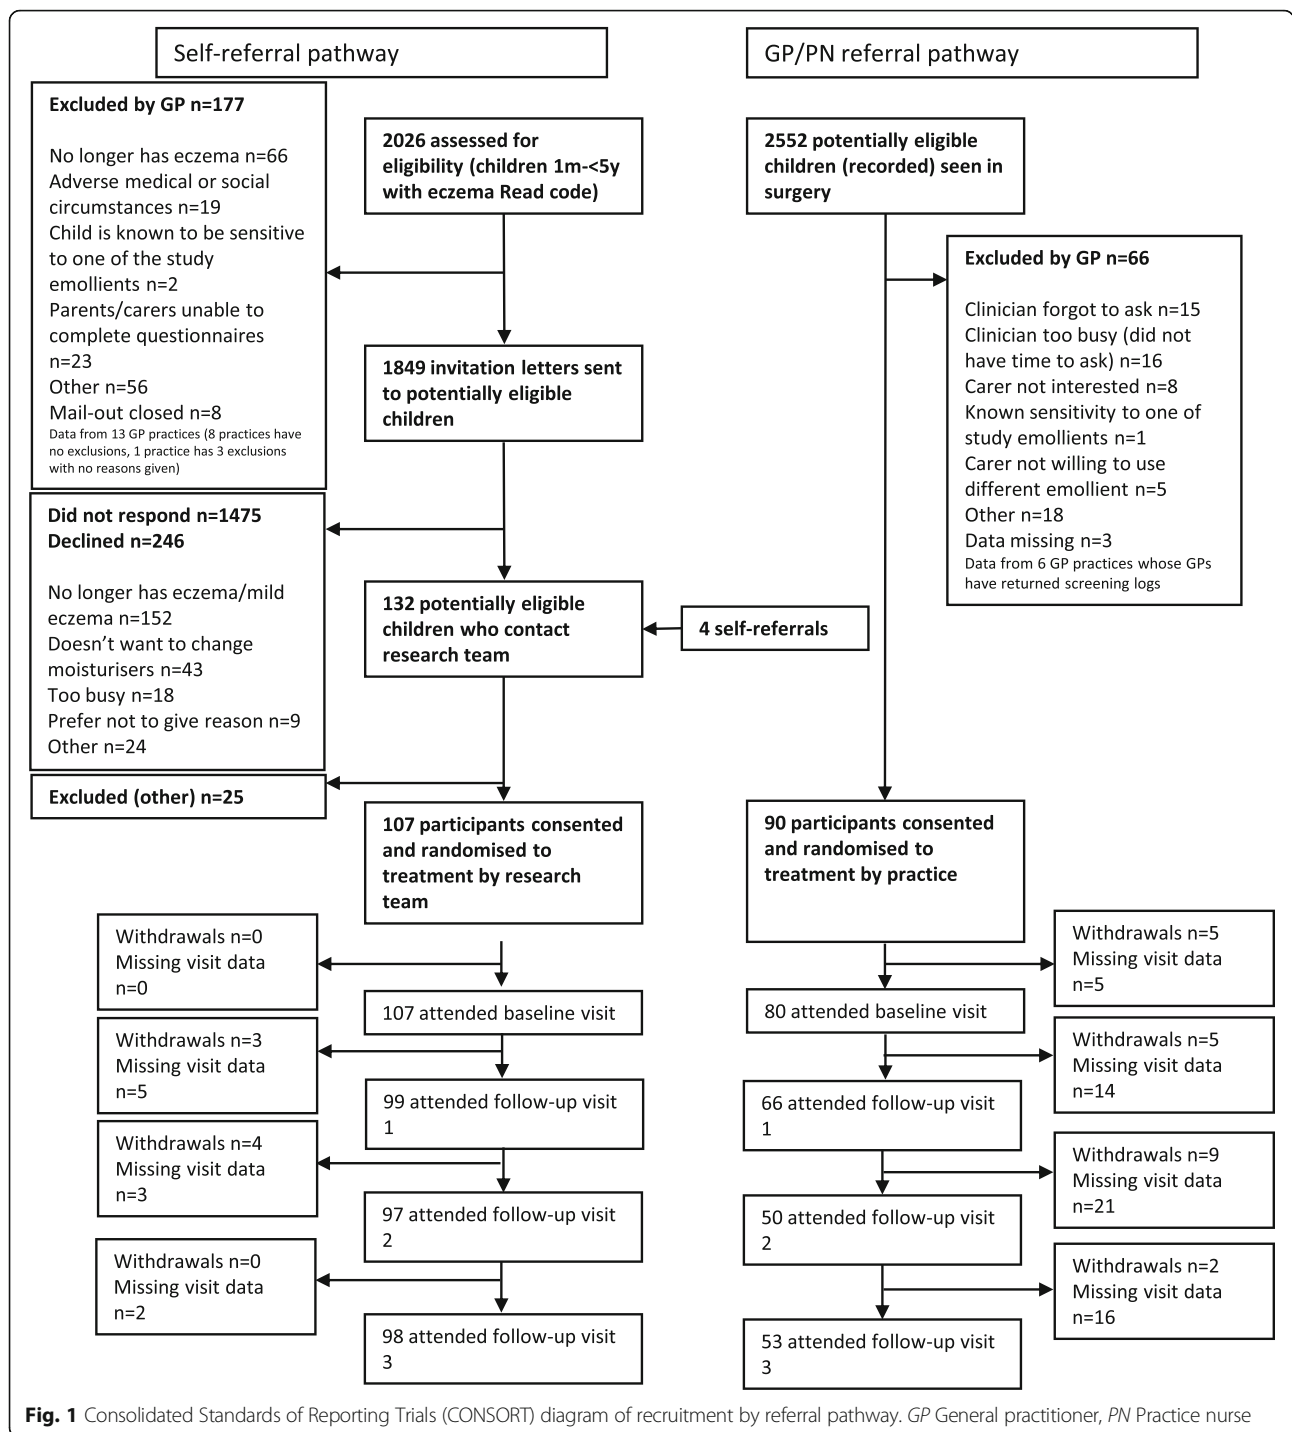 Self-referral pathway
GP/PN referral pathway
Excluded by GP n=177
No longer has eczema n=66
Adverse medical or social
circumstances n=19
Child is known to be sensitive
to one of the study
emollients n=2
Parents/carers unable to
complete questionnaires
n=23
Other n=56
Mail-out closed n=8
Data from 13 GP practices (8 practices have
no exclusions, 1 practice has 3 exclusions
with no reasons given)
2026 assessed for
eligibility (children 1m-<5y
with eczema Read code)
1849 invitation letters sent
to potentially eligible
children
Did not respond n=1475
Declined n=246
No longer has eczema/mild
eczema n=152
Doesn't want to change
moisturisers n=43
Too busy n=18
Prefer not to give reason n=9
Other n=24
132 potentially eligible
children who contact
research team
4 self-referrals
Excluded (other) n=25
107 participants consented
and randomised to
treatment by research
team
Withdrawals n=0
Missing visit data
n=0
107 attended baseline visit
Withdrawals n=3
Missing visit data
n=5
99 attended follow-up visit
1
Withdrawals n=4
Missing visit data
n=3
97 attended follow-up visit
2
Withdrawals n=0
Missing visit data
n=2
98 attended follow-up visit
3
2552 potentially eligible
children (recorded) seen in
surgery
Excluded by GP n=66
Clinician forgot to ask n=15
Clinician too busy (did not
have time to ask) n=16
Carer not interested n=8
Known sensitivity to one of
study emollients n=1
Carer not willing to use
different emollient n=5
Other n=18
Data missing n=3
Data from 6 GP practices whose GPs
have returned screening logs
90 participants consented
and randomised to
treatment by practice
Withdrawals n=5
Missing visit data
n=5
80 attended baseline visit
Withdrawals n=5
Missing visit data
n=14
66 attended follow-up visit
1
Withdrawals n=9
Missing visit data
n=21
50 attended follow-up visit
2
Withdrawals n=2
Missing visit data
n=16
53 attended follow-up visit
3
Fig. 1 Consolidated Standards of Reporting Trials (CONSORT) diagram of recruitment by referral pathway. GP General practitioner, PN Practice nurse